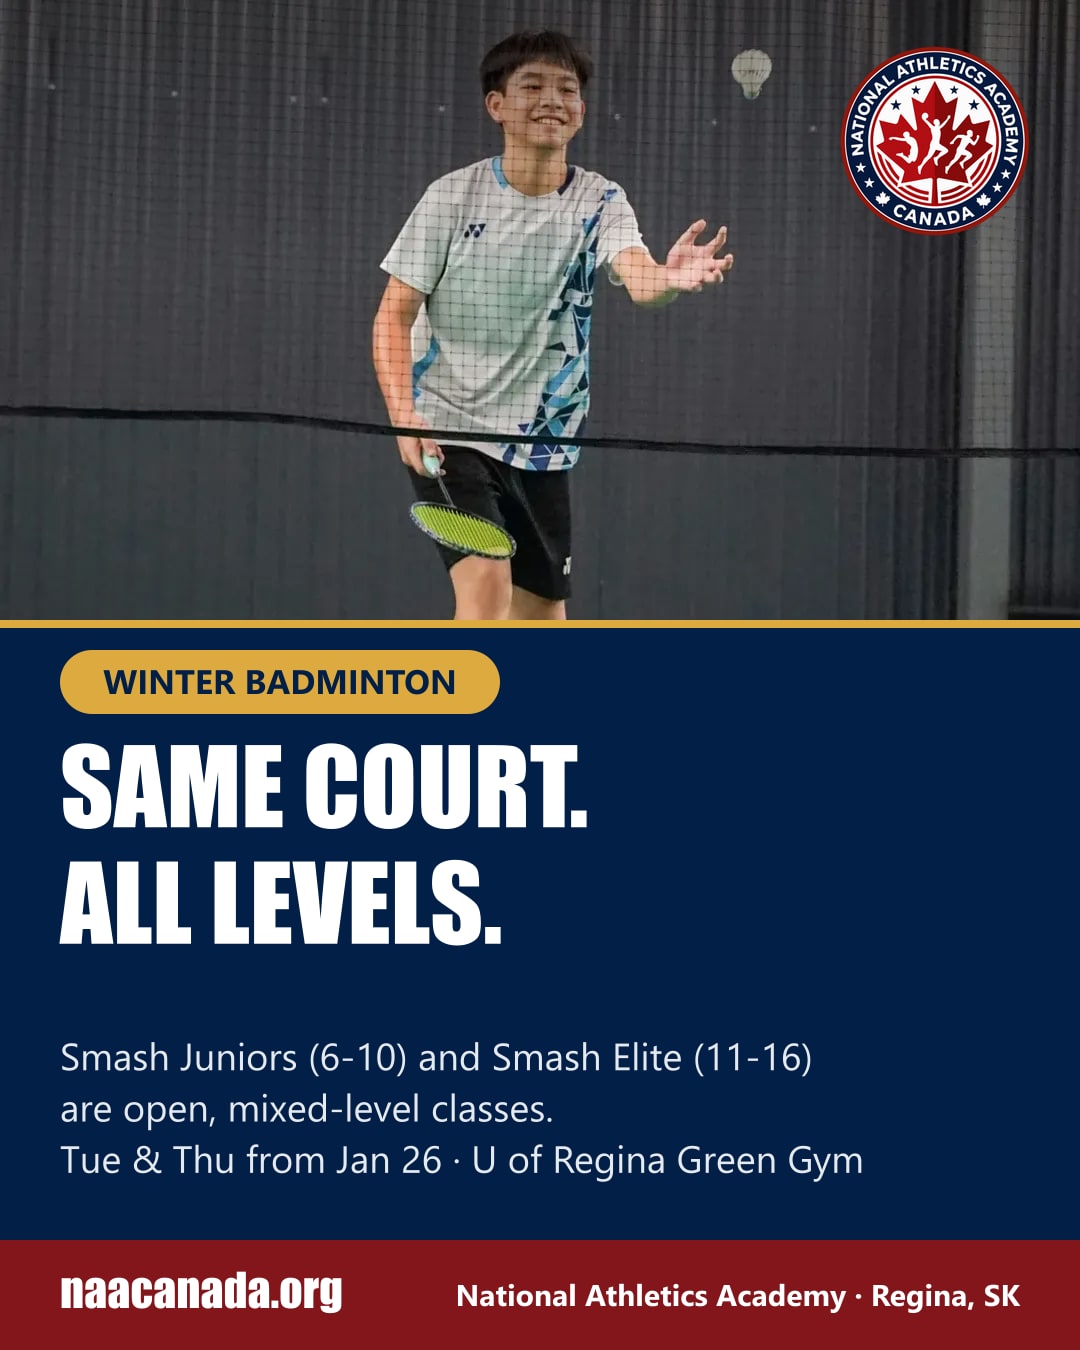 NATIONAL ATHLETICS ACADEMY
CANADA
WINTER BADMINTON
SAME COURT.
ALL LEVELS.
Smash Juniors (6-10) and Smash Elite (11-16)
are open, mixed-level classes.
Tue & Thu from Jan 26 · U of Regina Green Gym
naacanada.org
National Athletics Academy · Regina, SK